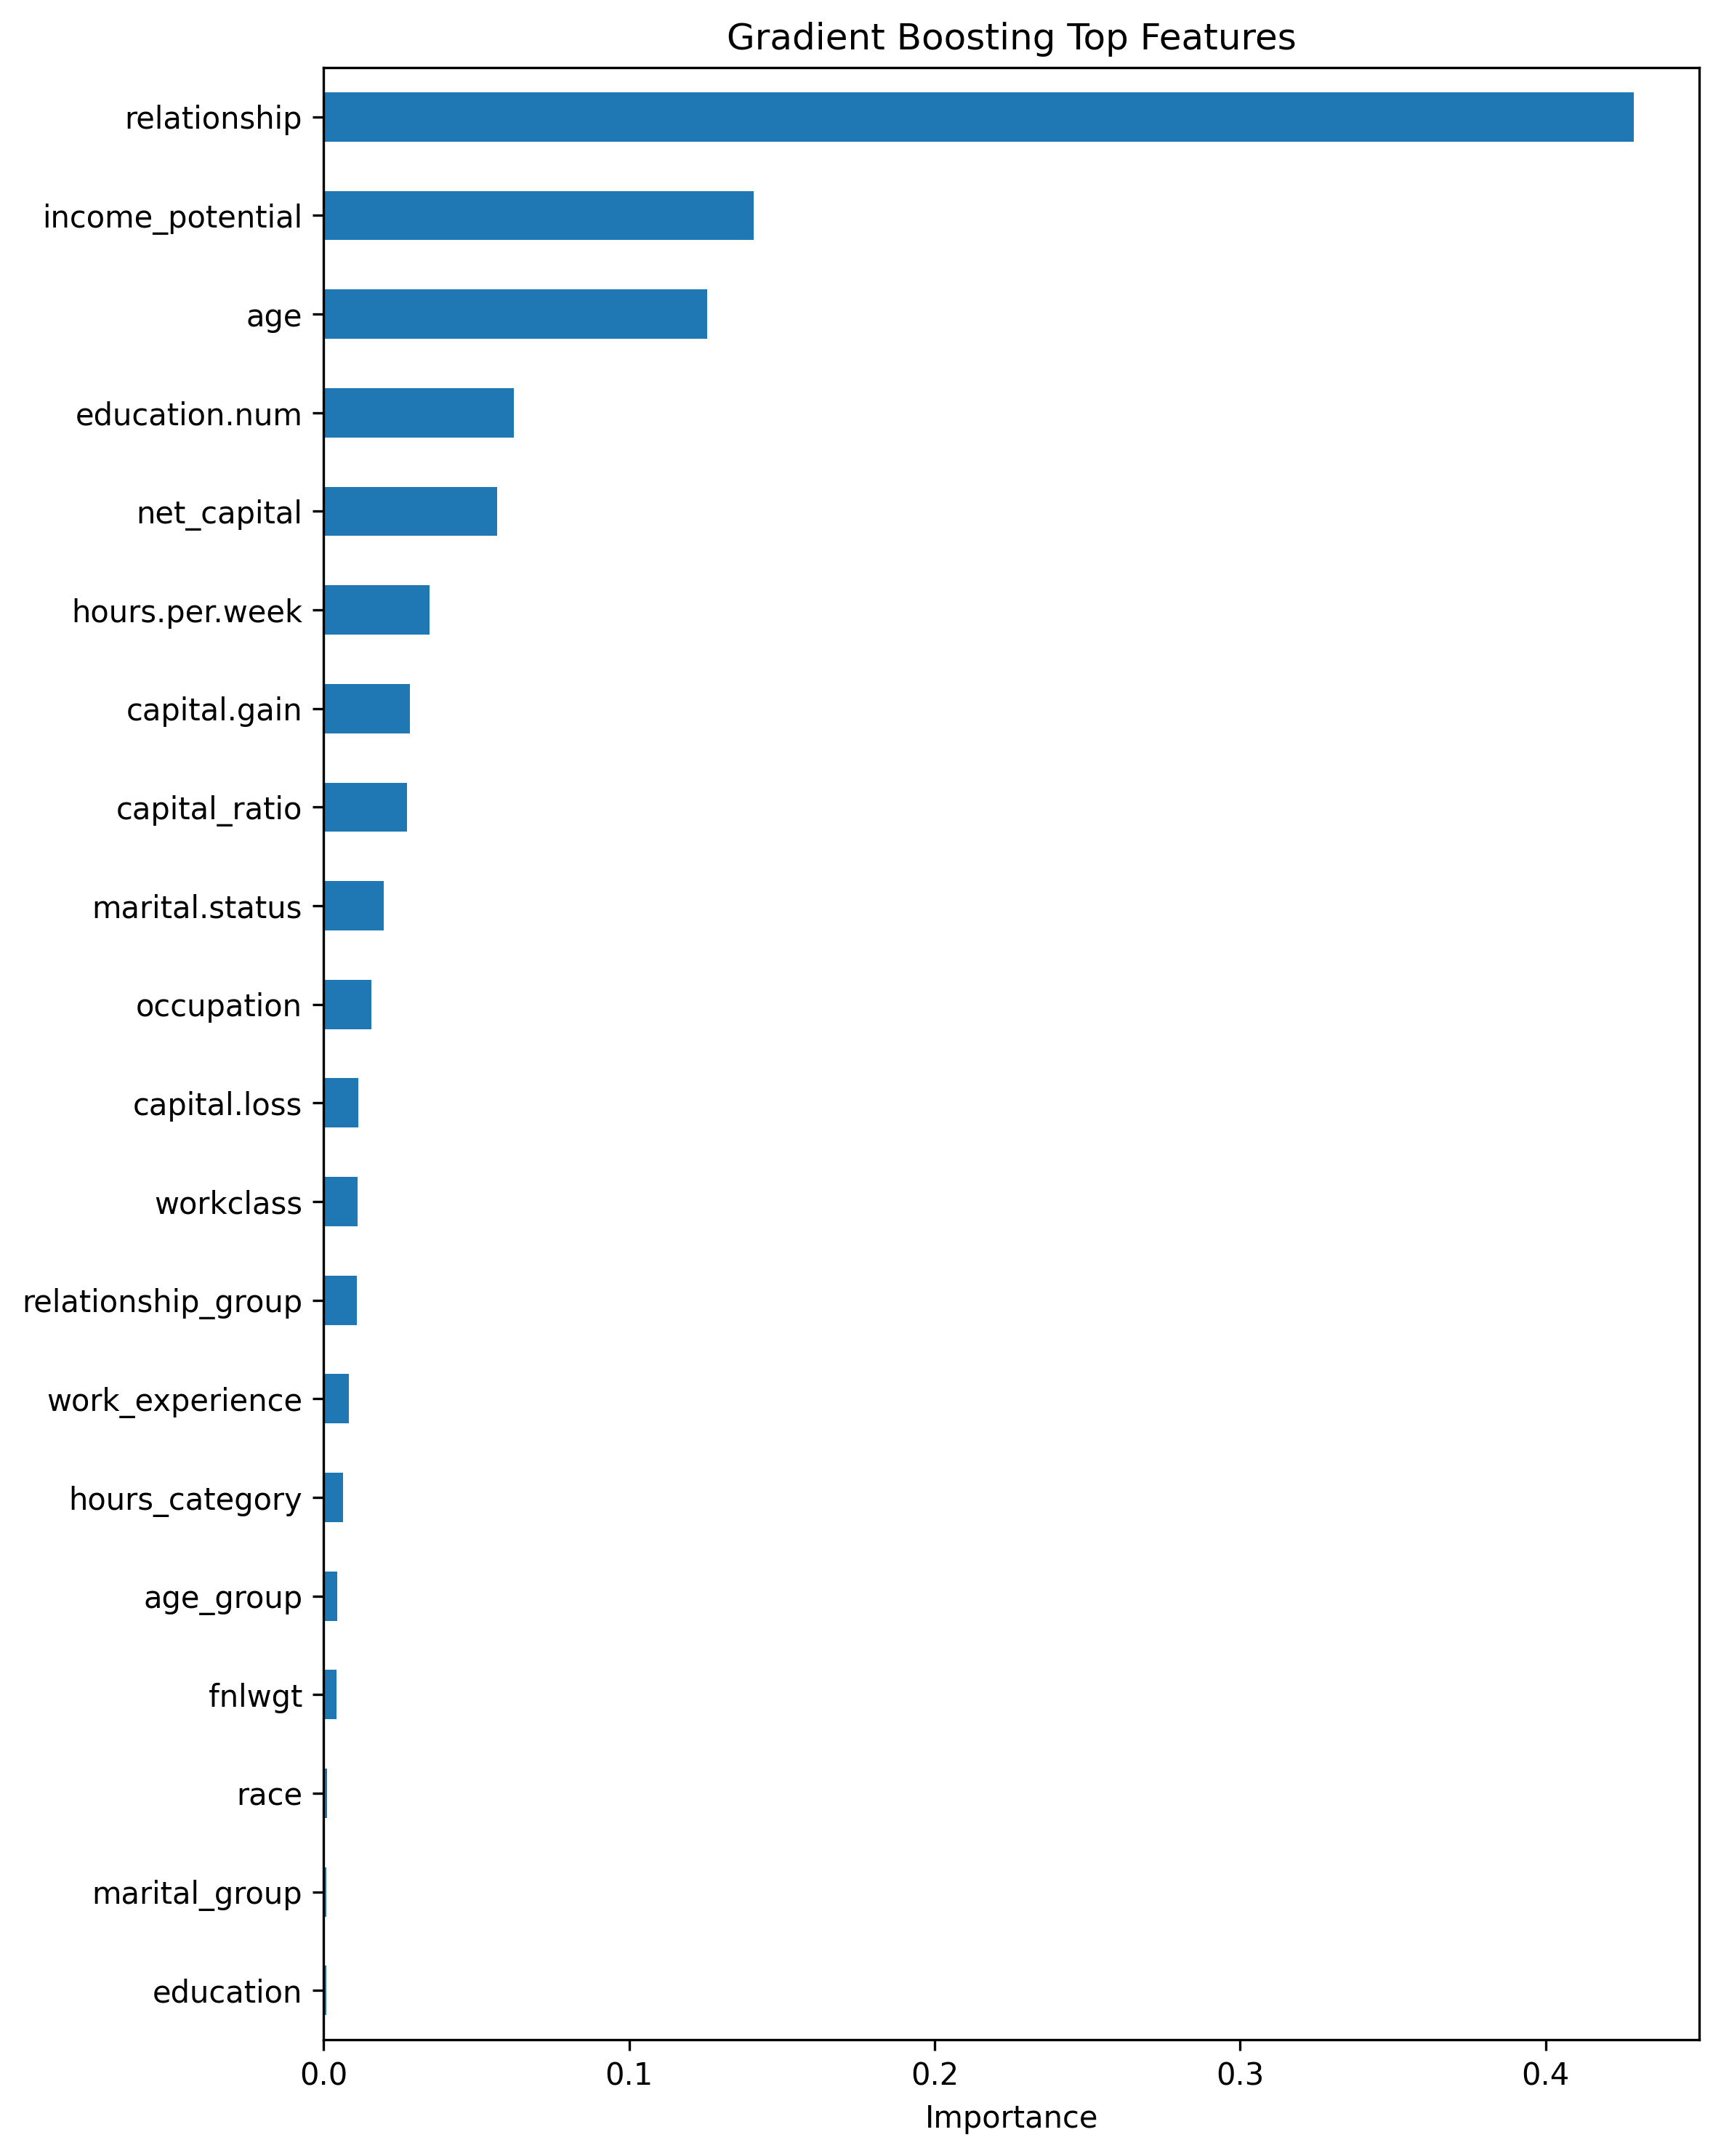 Gradient Boosting Top Features
relationship
income_potential
age
education.num
net_capital
hours.per.week
capital.gain
capital_ratio
marital.status
occupation
capital.loss
workclass
relationship_group
work_experience
hours_category
age_group
fnlwgt
race
marital_group
education
0.0 0.1 0.2 0.3 0.4
Importance